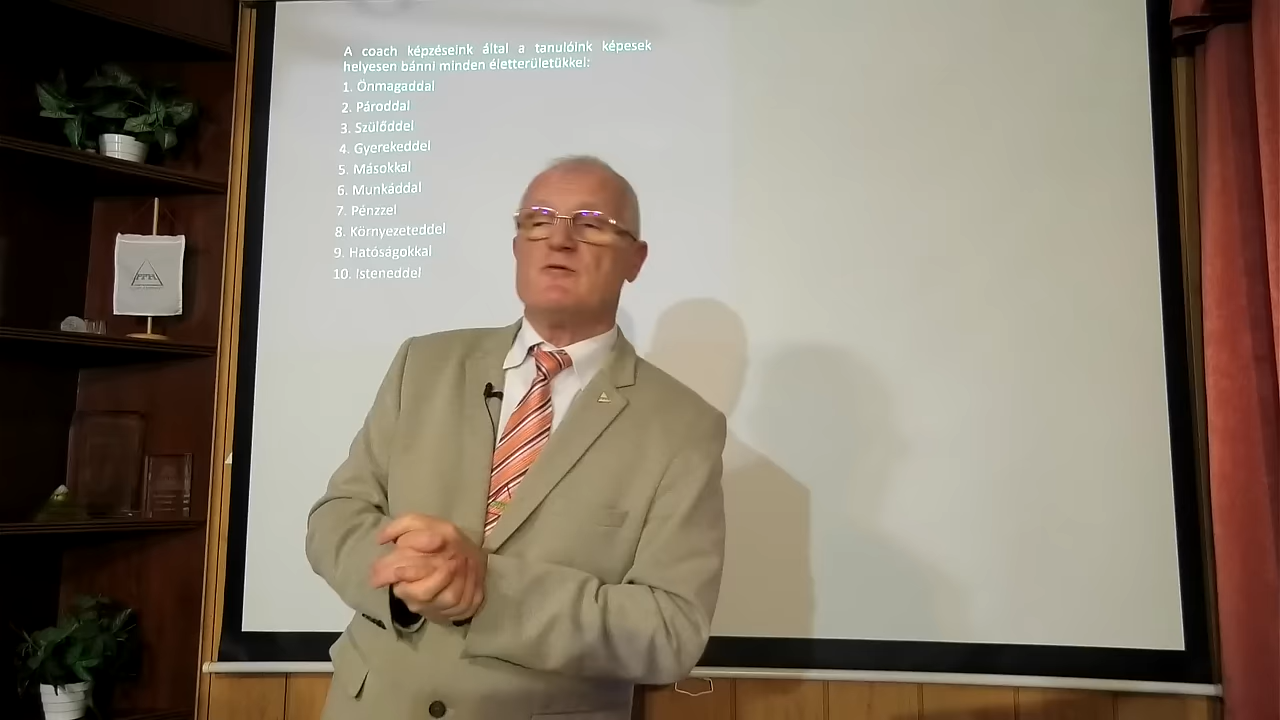 A coach képzéseink által a tanulóink képesek
helyesen bánni minden életterületükkel:
1. Önmagaddal
2. Pároddal
3. Szülőddel
4. Gyerekeddel
5. Másokkal
6. Munkáddal
7. Pénzzel
8. Környezeteddel
9. Hatóságokkal
10. Isteneddel